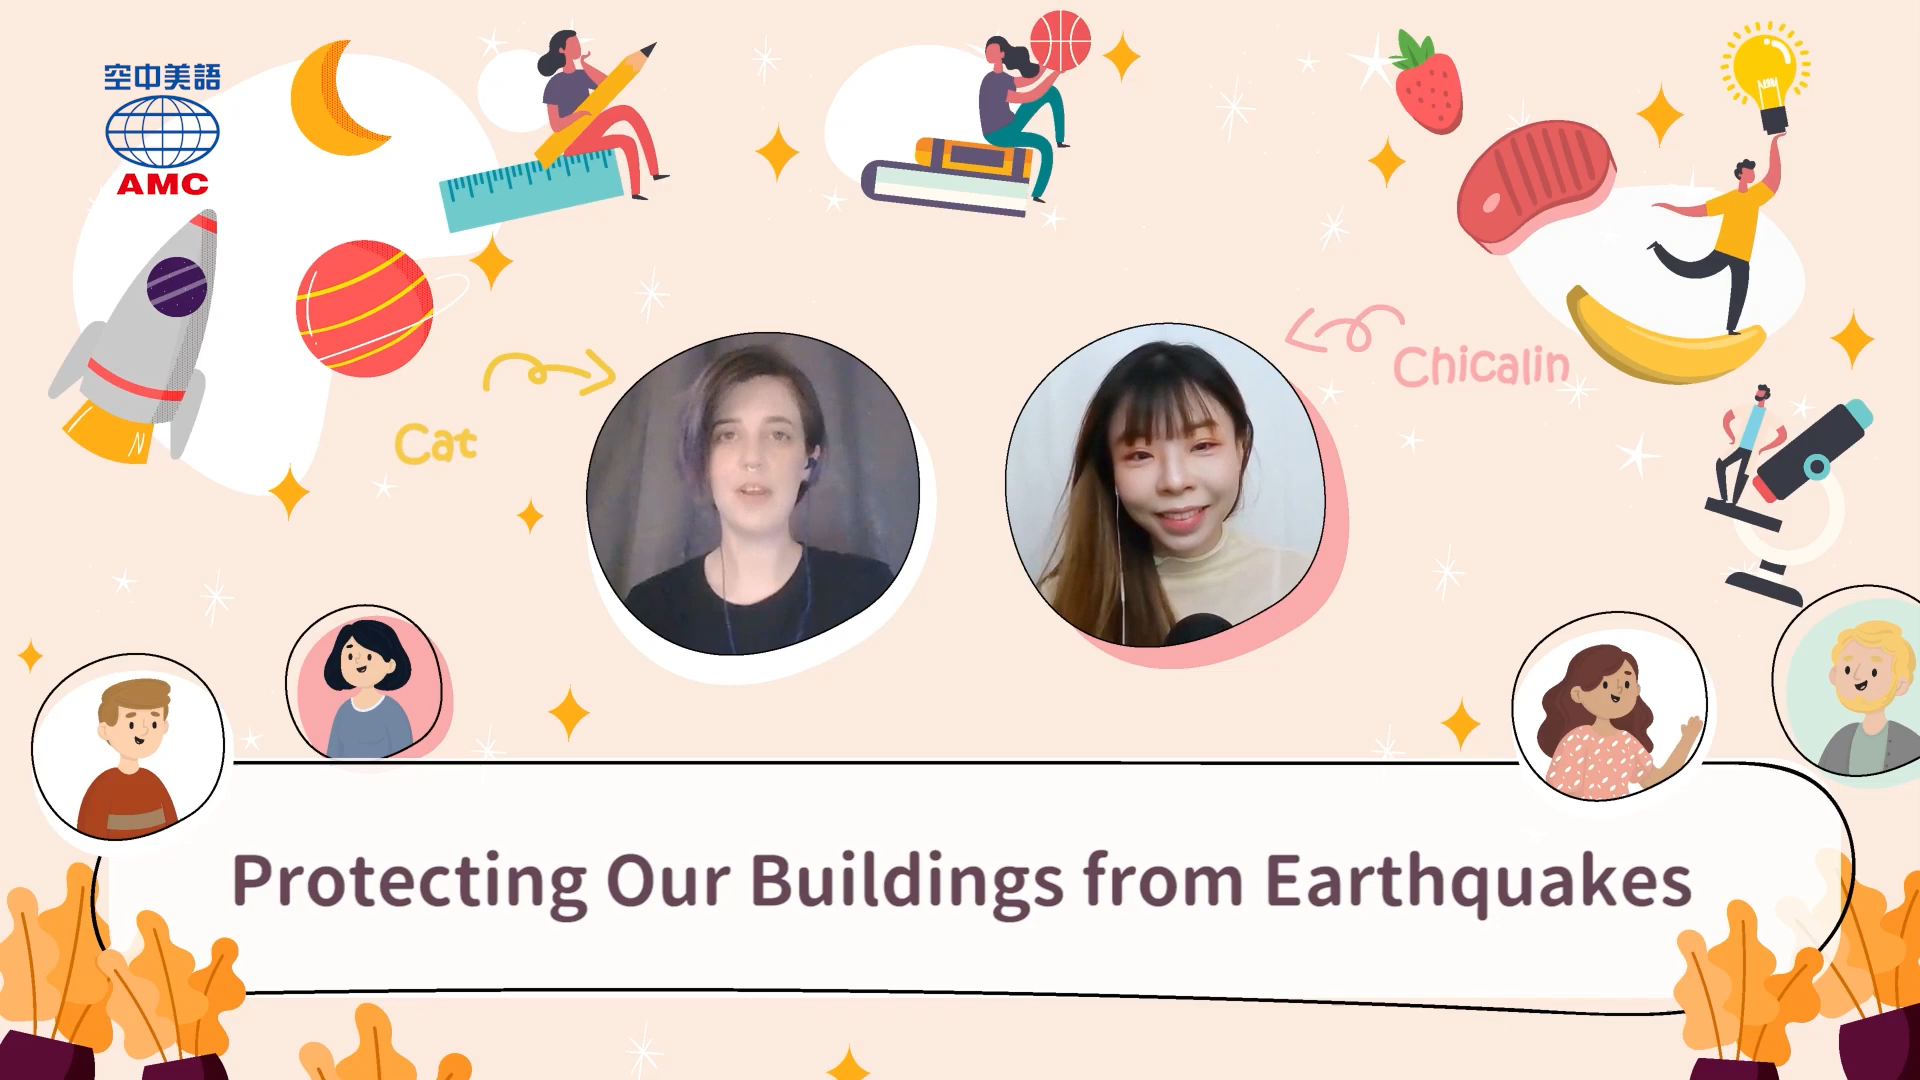 空中美語
AMC
Cat
Chicalin
Protecting Our Buildings from Earthquakes